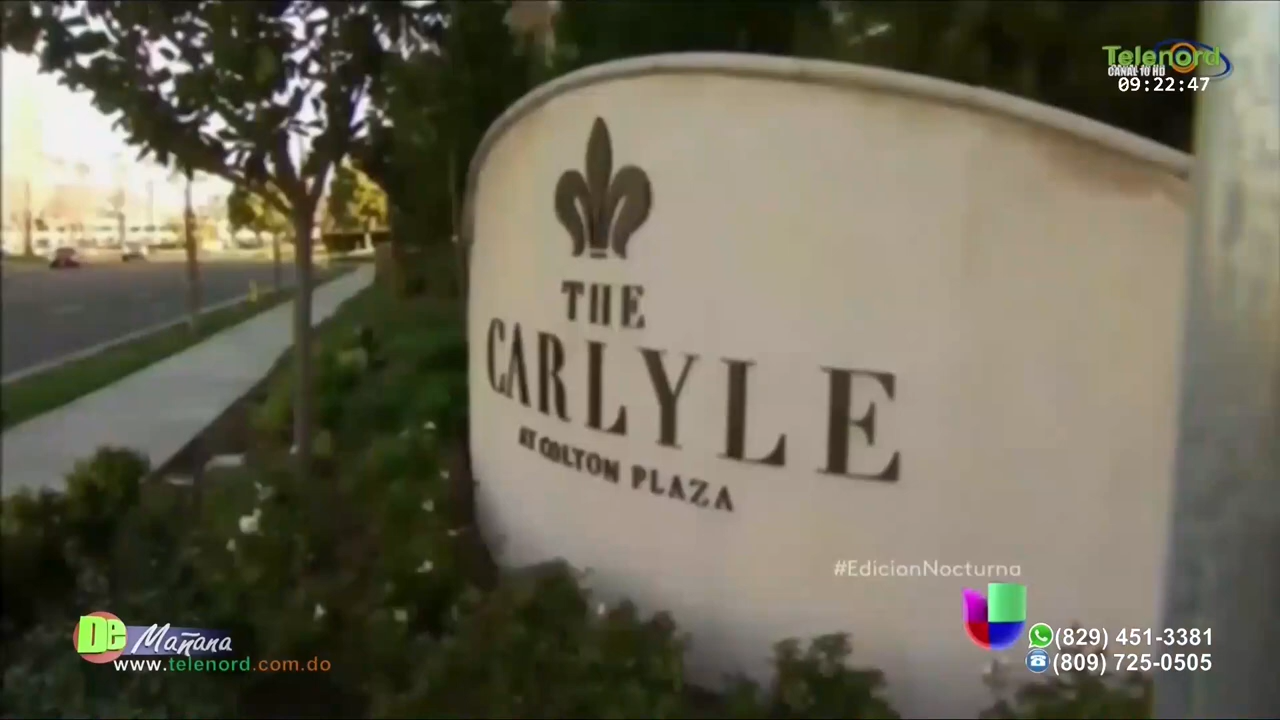 Telenord
CANAL 10 HD
09:22:47
THE
CARLYLE
AT COLTON PLAZA
#EdicionNocturna
De Mañana
www.telenord.com.do
(829) 451-3381
(809) 725-0505